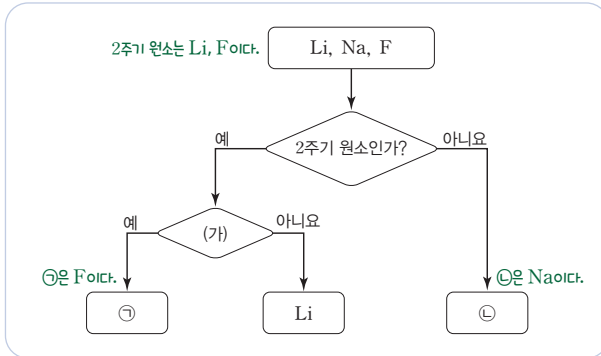 2주기 원소는 Li, F이다.
Li, Na, F
예
2주기 원소인가?
아니요
예
(가)
아니요
㉠은 F이다.
㉡은 Na이다.
㉠
Li
㉡